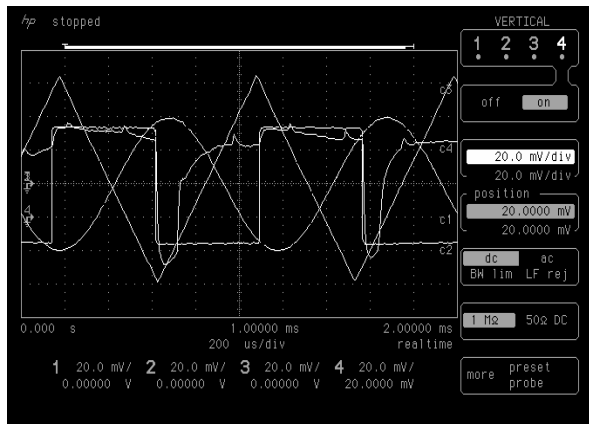 hp stopped
VERTICAL
1 2 3 4
off on
20.0 mV/div
20.0 mV/div
position
20.0000 mV
20.0000 mV
dc ac
BW lim LF rej
1 MΩ 50Ω DC
more preset probe
c3
c4
c1
c2
0.000 s 1.00000 ms 2.00000 ms
200 us/div realtime
1 20.0 mV/ 2 20.0 mV/ 3 20.0 mV/ 4 20.0 mV/
0.00000 V 0.00000 V 0.00000 V 20.0000 mV